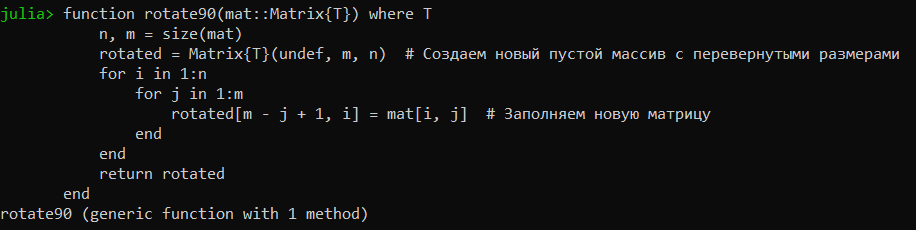 julia> function rotate90(mat::Matrix{T}) where T
n, m = size(mat)
rotated = Matrix{T}(undef, m, n)  # Создаем новый пустой массив с перевернутыми размерами
for i in 1:n
for j in 1:m
rotated[m - j + 1, i] = mat[i, j]  # Заполняем новую матрицу
end
end
return rotated
end
rotate90 (generic function with 1 method)